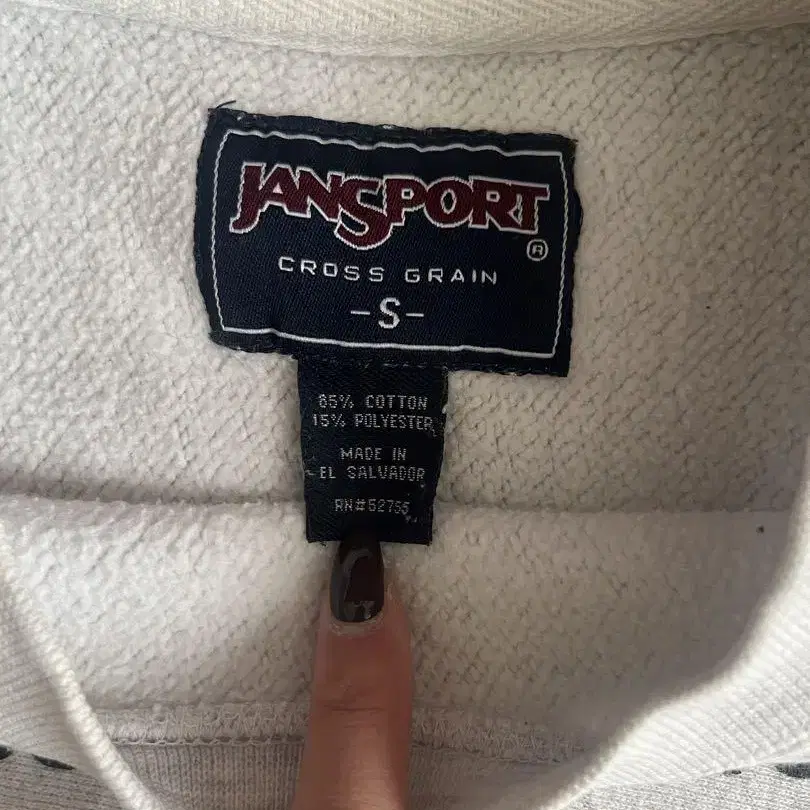 JANSPORT
®
CROSS GRAIN
-S-
85% COTTON
15% POLYESTER
MADE IN
EL SALVADOR
RN#52755